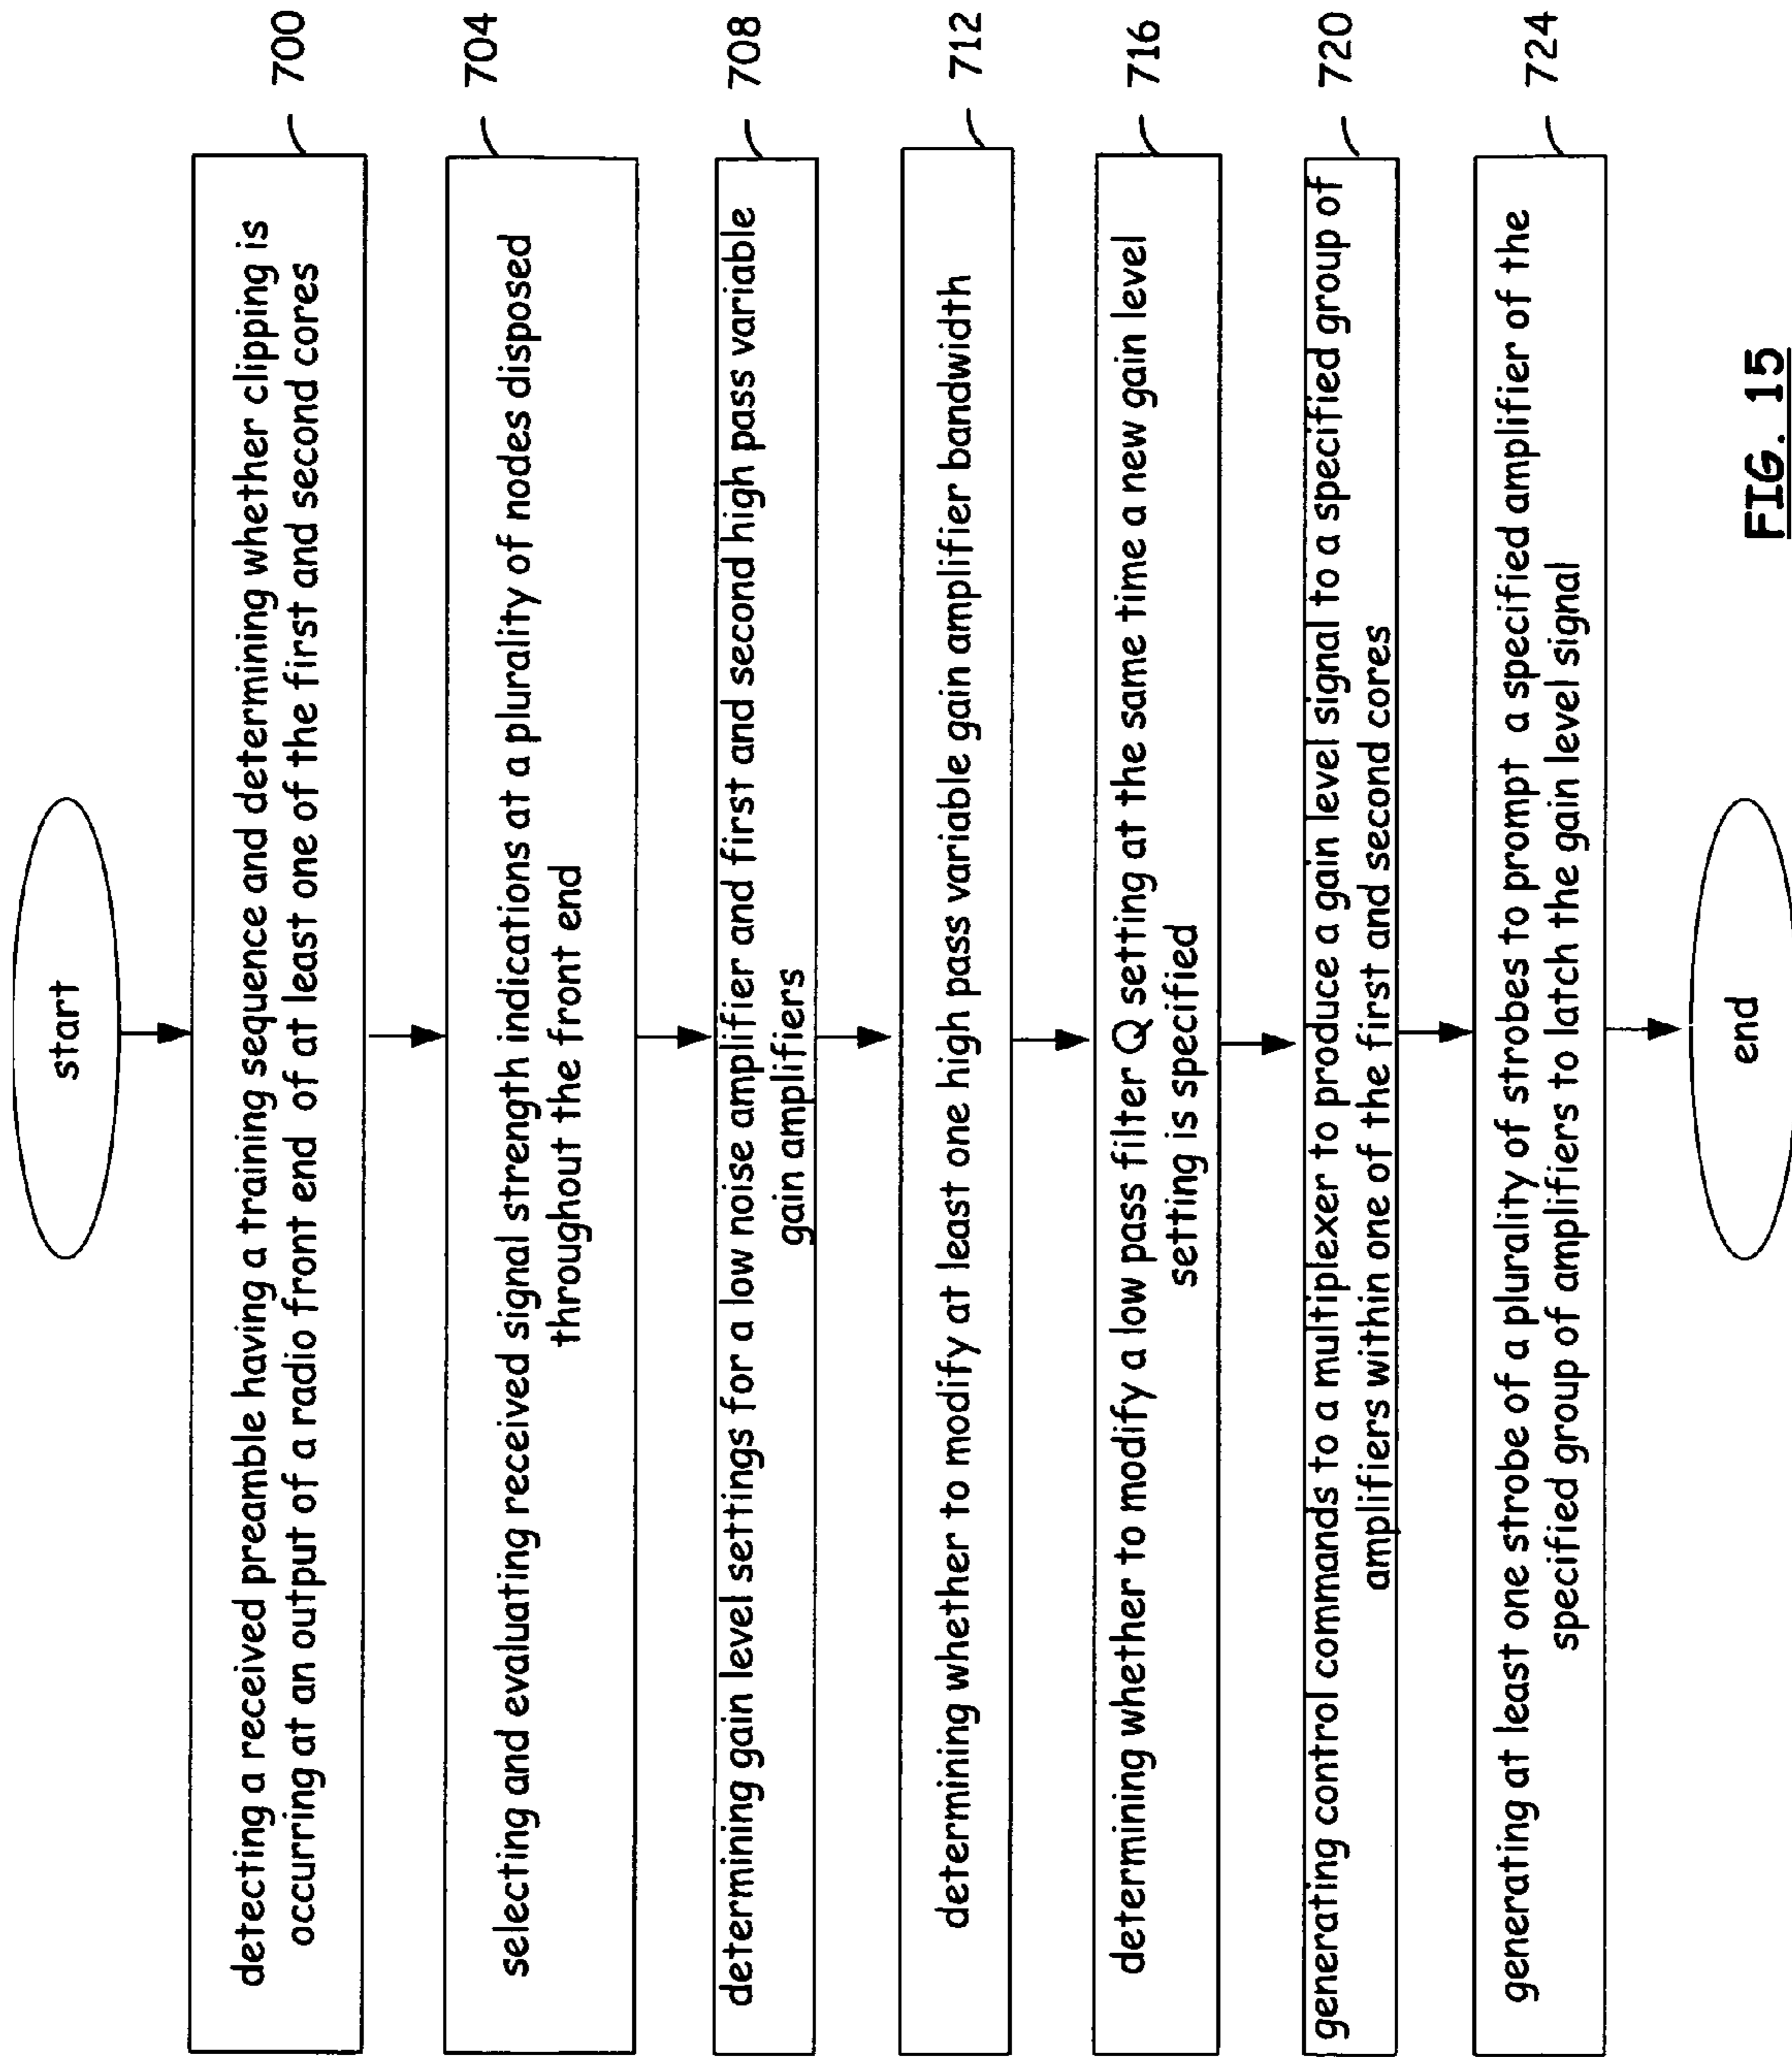 start
detecting a received preamble having a training sequence and determining whether clipping is
occurring at an output of a radio front end of at least one of the first and second cores
700
selecting and evaluating received signal strength indications at a plurality of nodes disposed
throughout the front end
704
determining gain level settings for a low noise amplifier and first and second high pass variable
gain amplifiers
708
determining whether to modify at least one high pass variable gain amplifier bandwidth
712
determining whether to modify a low pass filter Q setting at the same time a new gain level
setting is specified
716
generating control commands to a multiplexer to produce a gain level signal to a specified group of
amplifiers within one of the first and second cores
720
generating at least one strobe of a plurality of strobes to prompt a specified amplifier of the
specified group of amplifiers to latch the gain level signal
724
end
FIG. 15